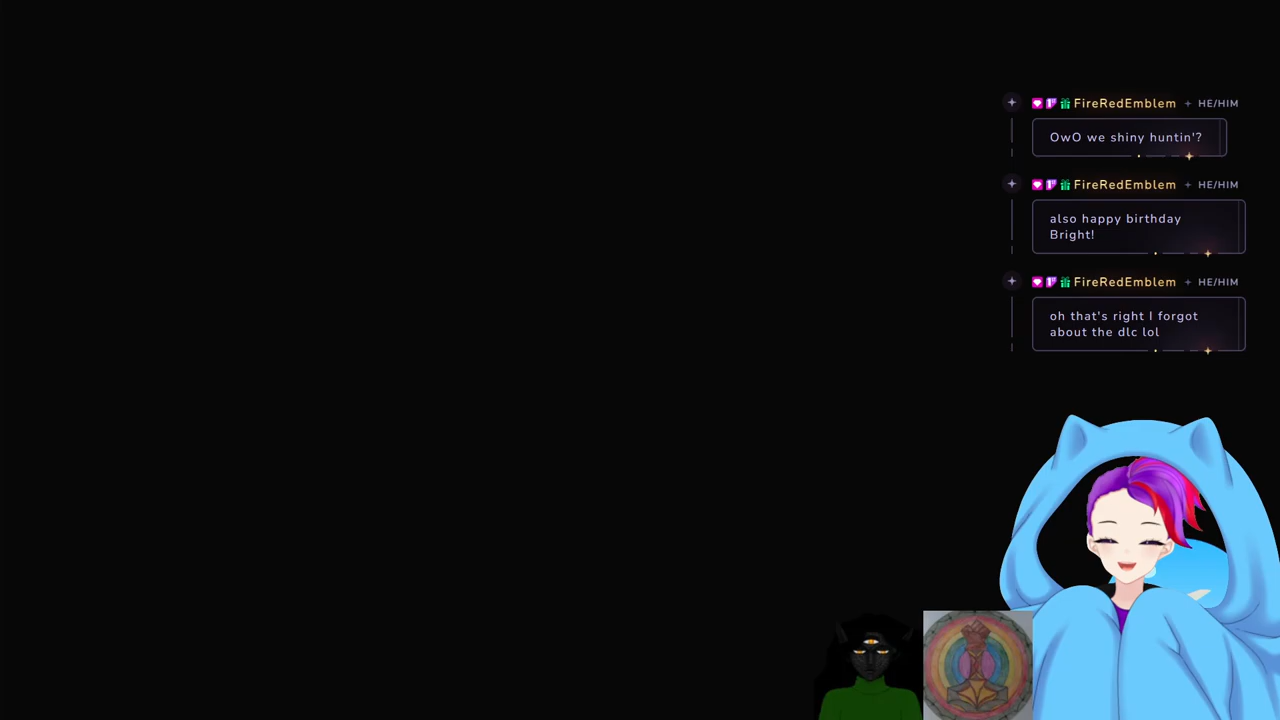 FireRedEmblem HE/HIM
OwO we shiny huntin'?
FireRedEmblem HE/HIM
also happy birthday
Bright!
FireRedEmblem HE/HIM
oh that's right I forgot
about the dlc lol